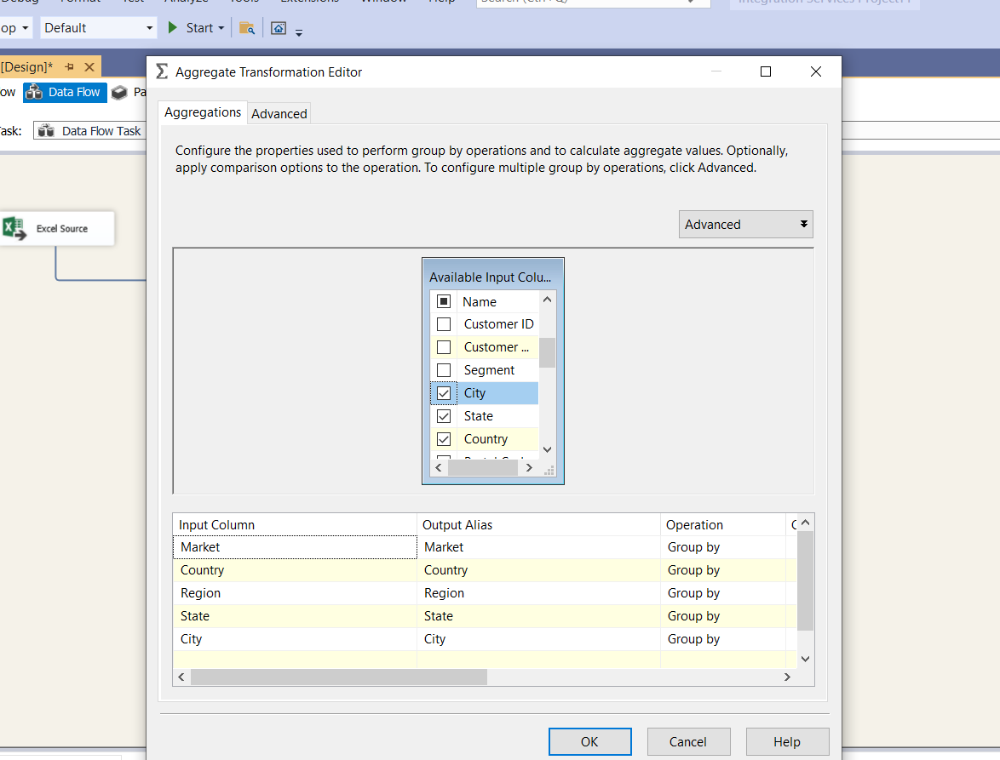 Debug Format Test Analyze Tools Extensions Window Help Search (Ctrl+Q) Integration Services Project11
op Default Start
[Design]*
ow Data Flow Pa
ask: Data Flow Task
Excel Source
Aggregate Transformation Editor
Aggregations Advanced
Configure the properties used to perform group by operations and to calculate aggregate values. Optionally,
apply comparison options to the operation. To configure multiple group by operations, click Advanced.
Advanced
Available Input Colu...
Name
Customer ID
Customer ...
Segment
City
State
Country
Input Column Output Alias Operation C
Market Market Group by
Country Country Group by
Region Region Group by
State State Group by
City City Group by
OK Cancel Help